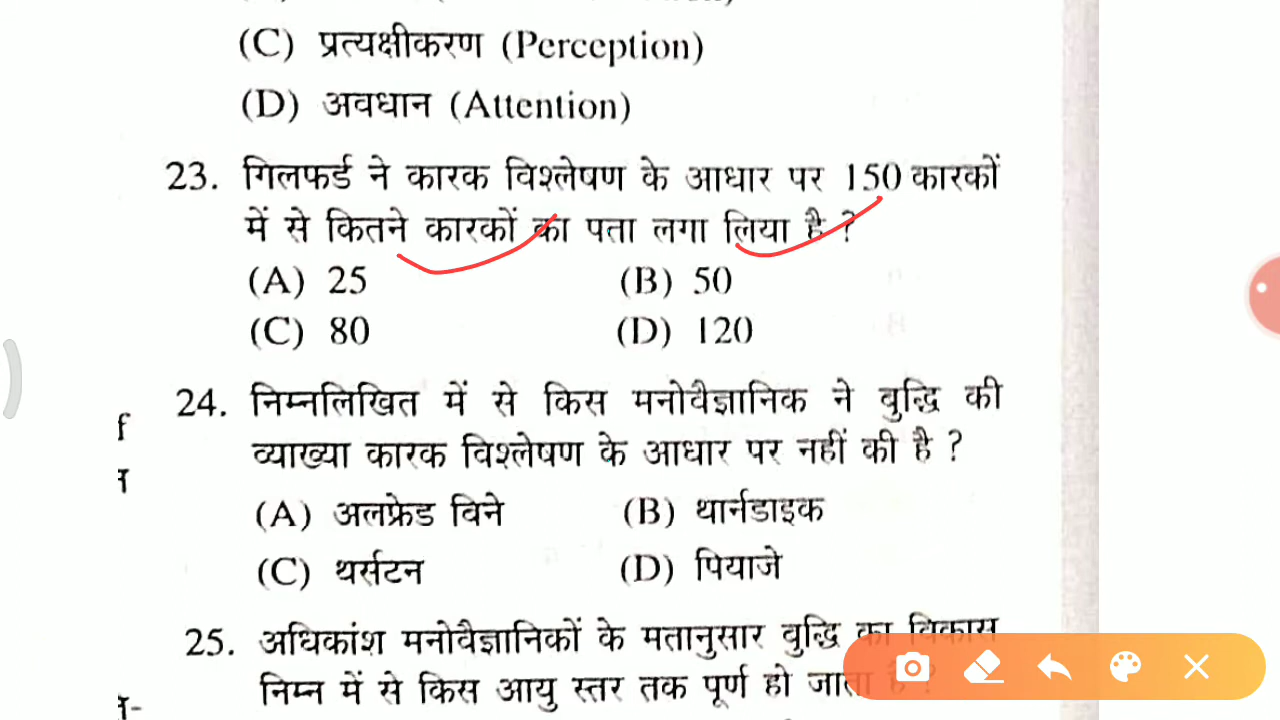 (C) प्रत्यक्षीकरण (Perception)
(D) अवधान (Attention)
23. गिलफर्ड ने कारक विश्लेषण के आधार पर 150 कारकों
में से कितने कारकों का पता लगा लिया है ?
(A) 25 (B) 50
(C) 80 (D) 120
24. निम्नलिखित में से किस मनोवैज्ञानिक ने बुद्धि की
व्याख्या कारक विश्लेषण के आधार पर नहीं की है ?
(A) अलफ्रेड विने (B) थार्नडाइक
(C) थर्सटन (D) पियाजे
25. अधिकांश मनोवैज्ञानिकों के मतानुसार बुद्धि का विकास
निम्न में से किस आयु स्तर तक पूर्ण हो जाता है ?